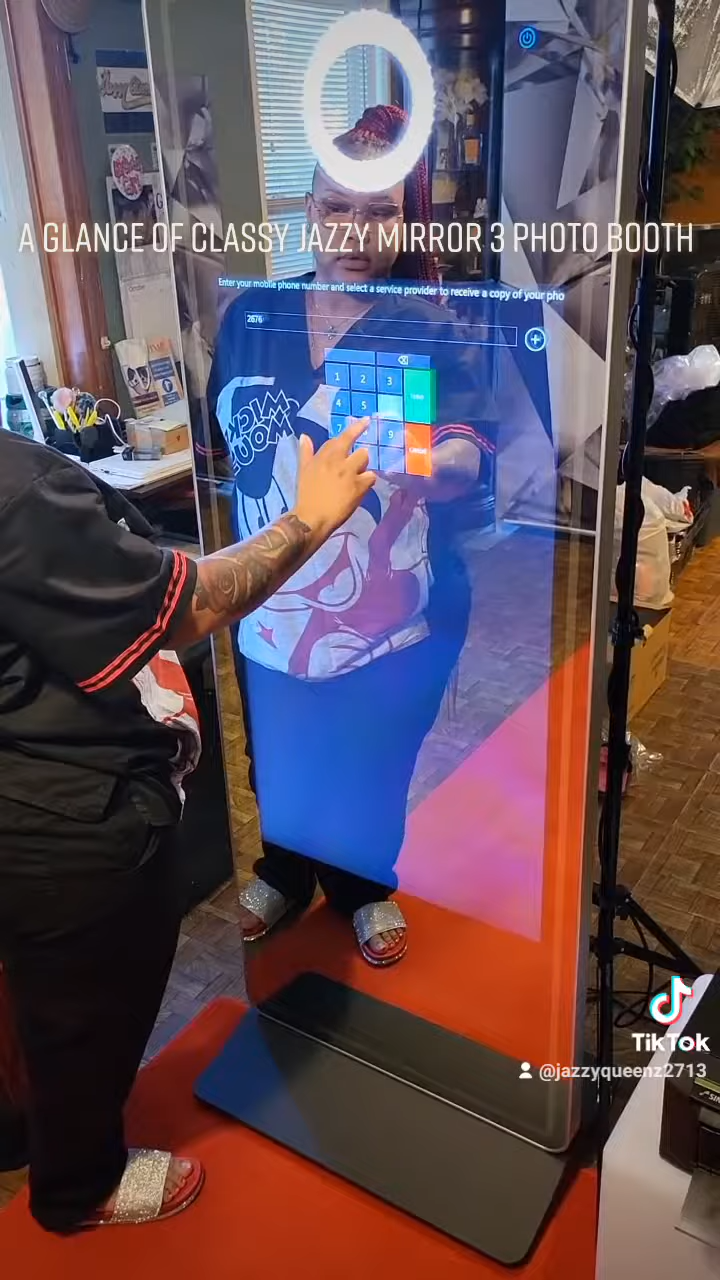 A GLANCE OF CLASSY JAZZY MIRROR 3 PHOTO BOOTH
Enter your mobile phone number and select a service provider to receive a copy of your pho
2676
1 2 3
4 5
7 9
TikTok
@jazzyqueenz2713